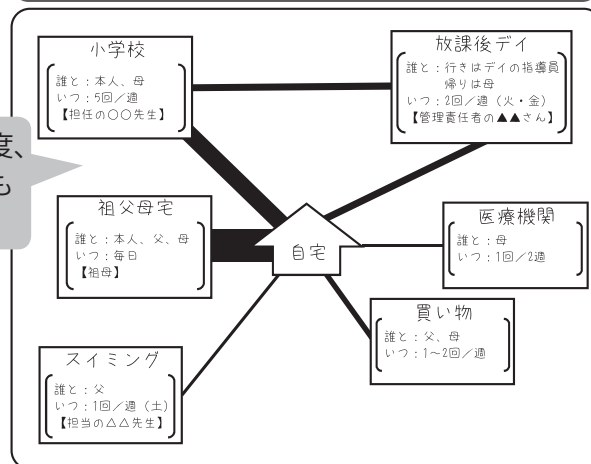 小学校
誰と：本人、母
いつ：5回／週
【担任の〇〇先生】
放課後デイ
誰と：行きはデイの指導員
帰りは母
いつ：2回／週（火・金）
【管理責任者の▲▲さん】
度、
も
祖父母宅
誰と：本人、父、母
いつ：毎日
【祖母】
自宅
医療機関
誰と：母
いつ：1回／2週
買い物
誰と：父、母
いつ：1〜2回／週
スイミング
誰と：父
いつ：1回／週（土）
【担当の△△先生】